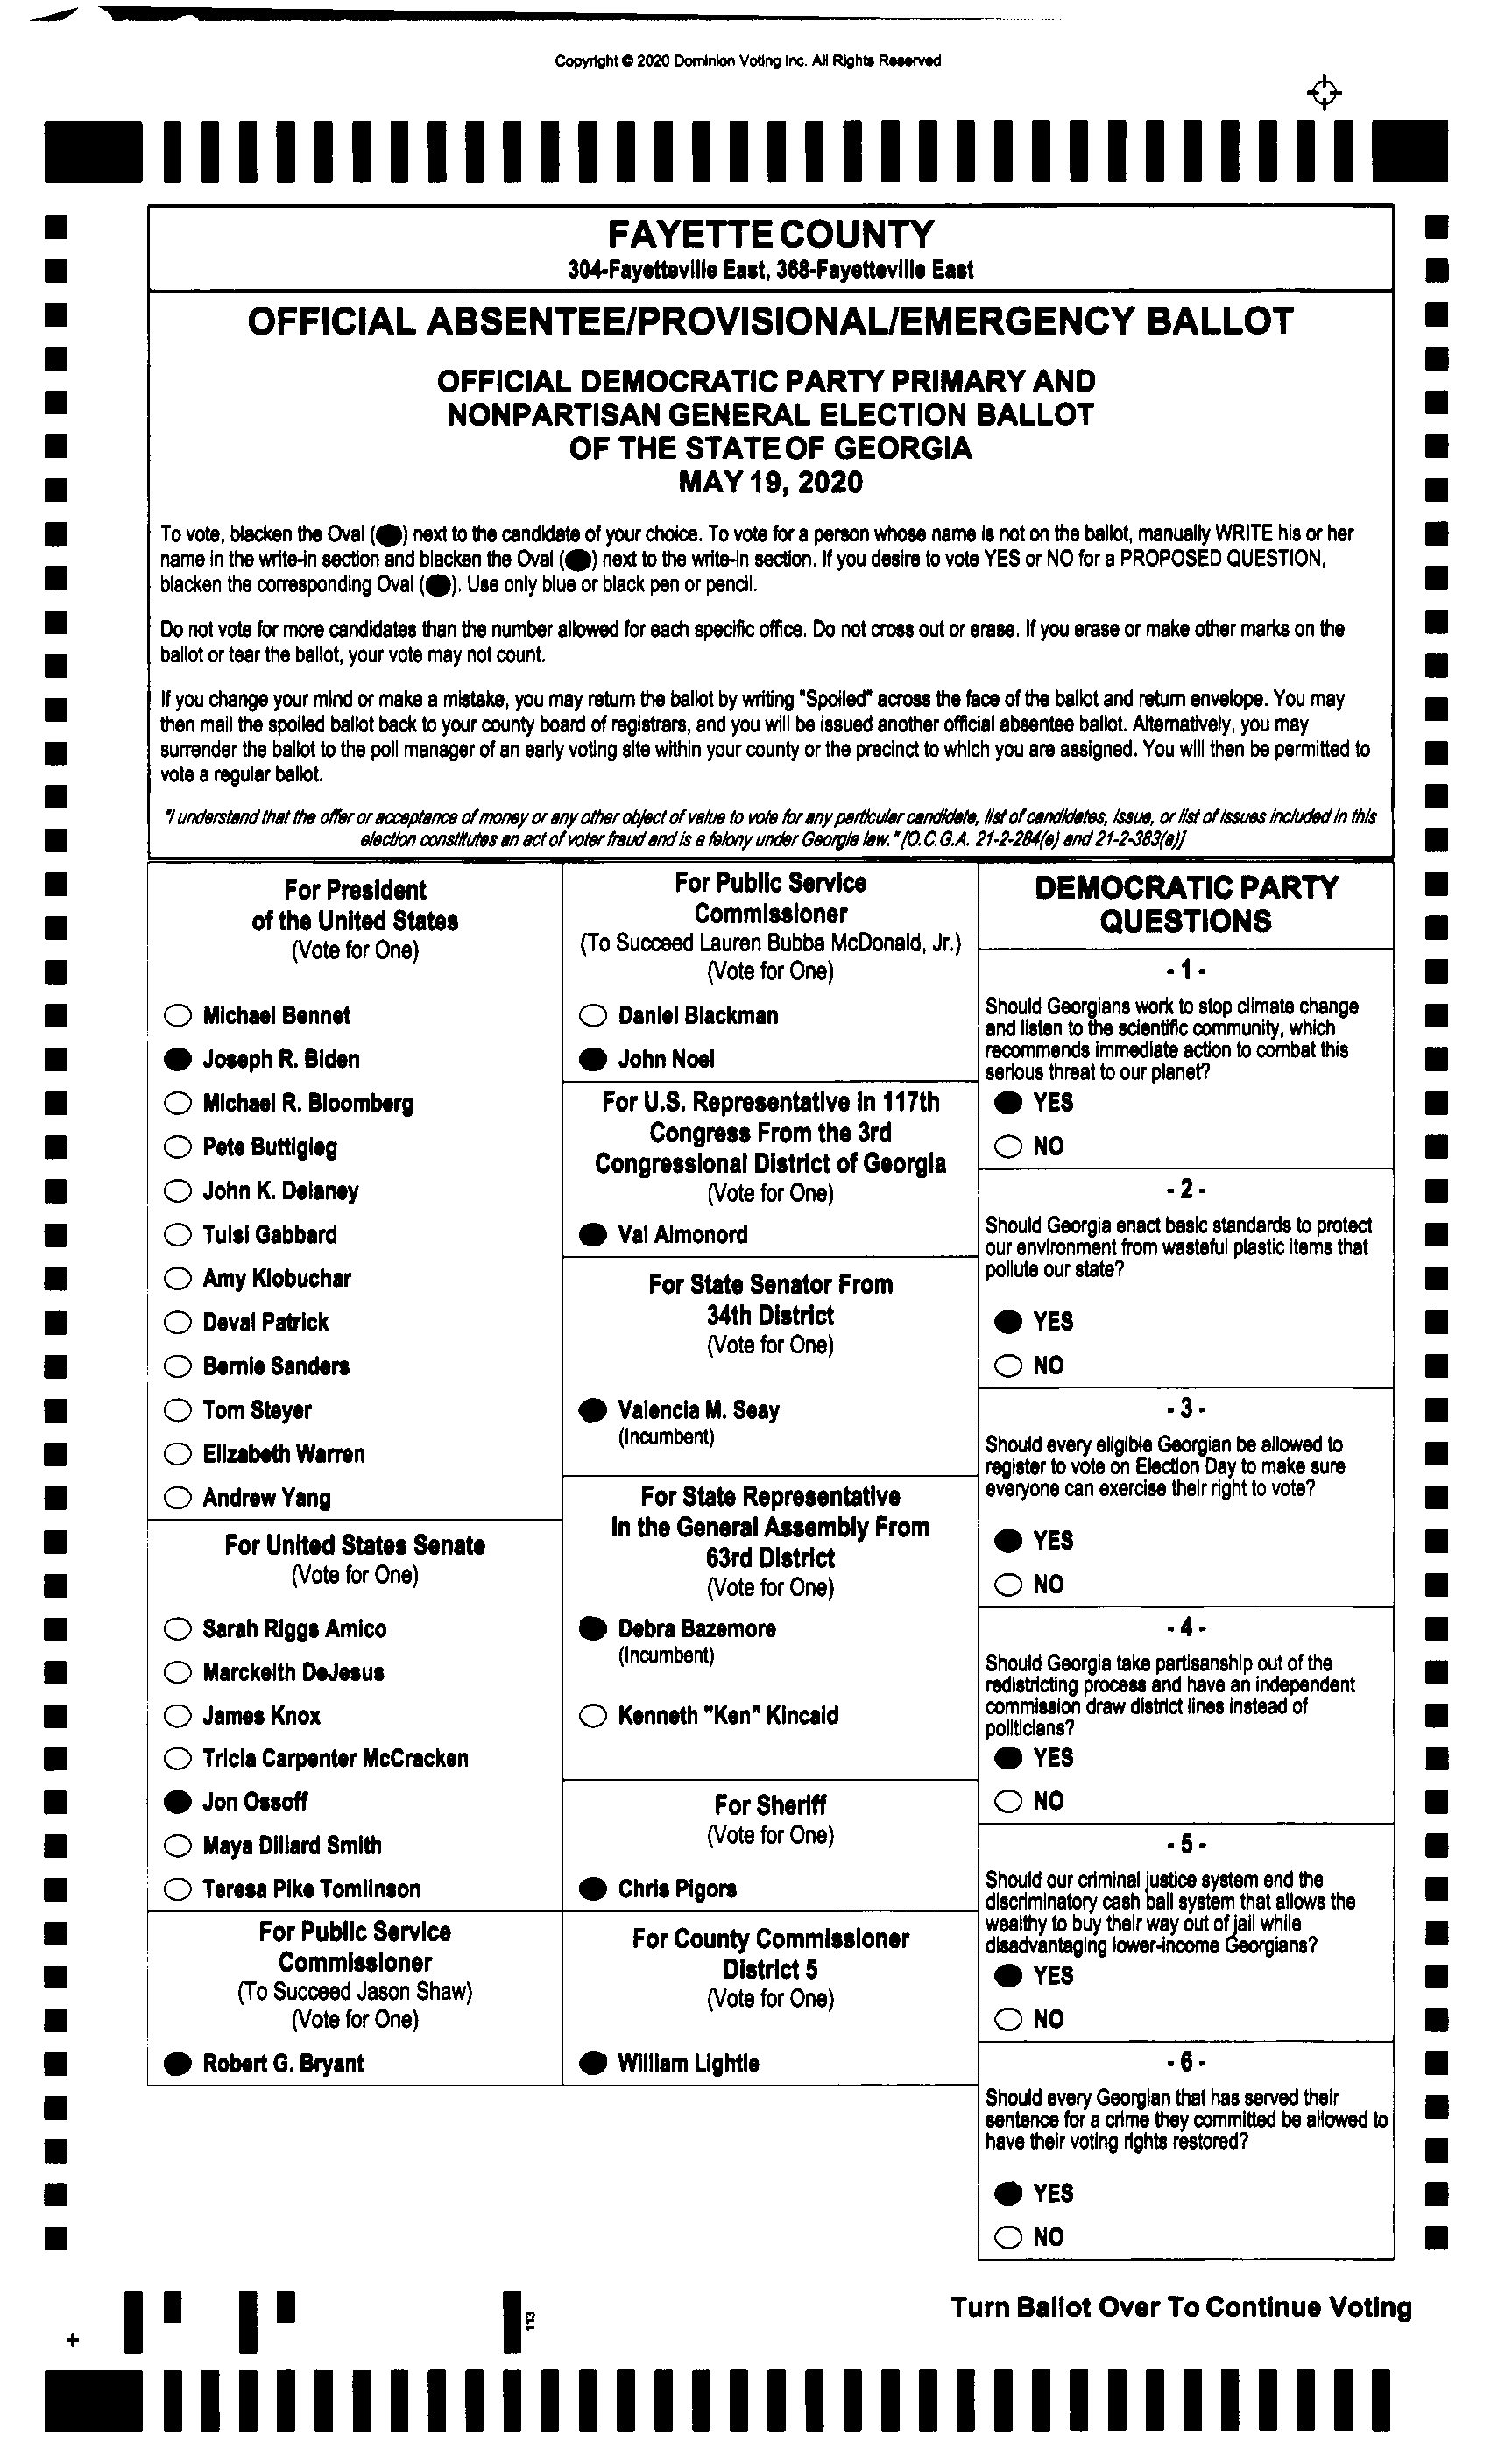 Copyright © 2020 Dominion Voting Inc. All Rights Reserved
FAYETTE COUNTY
304-Fayetteville East, 368-Fayetteville East
OFFICIAL ABSENTEE/PROVISIONAL/EMERGENCY BALLOT
OFFICIAL DEMOCRATIC PARTY PRIMARY AND
NONPARTISAN GENERAL ELECTION BALLOT
OF THE STATE OF GEORGIA
MAY 19, 2020
To vote, blacken the Oval ( ) next to the candidate of your choice. To vote for a person whose name is not on the ballot, manually WRITE his or her
name in the write-in section and blacken the Oval ( ) next to the write-in section. If you desire to vote YES or NO for a PROPOSED QUESTION,
blacken the corresponding Oval ( ). Use only blue or black pen or pencil.
Do not vote for more candidates than the number allowed for each specific office. Do not cross out or erase. If you erase or make other marks on the
ballot or tear the ballot, your vote may not count.
If you change your mind or make a mistake, you may return the ballot by writing "Spoiled" across the face of the ballot and return envelope. You may
then mail the spoiled ballot back to your county board of registrars, and you will be issued another official absentee ballot. Alternatively, you may
surrender the ballot to the poll manager of an early voting site within your county or the precinct to which you are assigned. You will then be permitted to
vote a regular ballot.
"I understand that the offer or acceptance of money or any other object of value to vote for any particular candidate, list of candidates, issue, or list of issues included in this
election constitutes an act of voter fraud and is a felony under Georgia law." [O.C.G.A. 21-2-284(e) and 21-2-383(a)]
For President
of the United States
(Vote for One)
Michael Bennet
Joseph R. Biden
Michael R. Bloomberg
Pete Buttigieg
John K. Delaney
Tulsi Gabbard
Amy Klobuchar
Deval Patrick
Bernie Sanders
Tom Steyer
Elizabeth Warren
Andrew Yang
For United States Senate
(Vote for One)
Sarah Riggs Amico
Marckeith DeJesus
James Knox
Tricia Carpenter McCracken
Jon Ossoff
Maya Dillard Smith
Teresa Pike Tomlinson
For Public Service
Commissioner
(To Succeed Jason Shaw)
(Vote for One)
Robert G. Bryant
For Public Service
Commissioner
(To Succeed Lauren Bubba McDonald, Jr.)
(Vote for One)
Daniel Blackman
John Noel
For U.S. Representative in 117th
Congress From the 3rd
Congressional District of Georgia
(Vote for One)
Val Almonord
For State Senator From
34th District
(Vote for One)
Valencia M. Seay
(Incumbent)
For State Representative
In the General Assembly From
63rd District
(Vote for One)
Debra Bazemore
(Incumbent)
Kenneth "Ken" Kincaid
For Sheriff
(Vote for One)
Chris Pigors
For County Commissioner
District 5
(Vote for One)
William Lightle
DEMOCRATIC PARTY
QUESTIONS
- 1 -
Should Georgians work to stop climate change
and listen to the scientific community, which
recommends immediate action to combat this
serious threat to our planet?
YES
NO
- 2 -
Should Georgia enact basic standards to protect
our environment from wasteful plastic items that
pollute our state?
YES
NO
- 3 -
Should every eligible Georgian be allowed to
register to vote on Election Day to make sure
everyone can exercise their right to vote?
YES
NO
- 4 -
Should Georgia take partisanship out of the
redistricting process and have an independent
commission draw district lines instead of
politicians?
YES
NO
- 5 -
Should our criminal justice system end the
discriminatory cash bail system that allows the
wealthy to buy their way out of jail while
disadvantaging lower-income Georgians?
YES
NO
- 6 -
Should every Georgian that has served their
sentence for a crime they committed be allowed to
have their voting rights restored?
YES
NO
Turn Ballot Over To Continue Voting
113